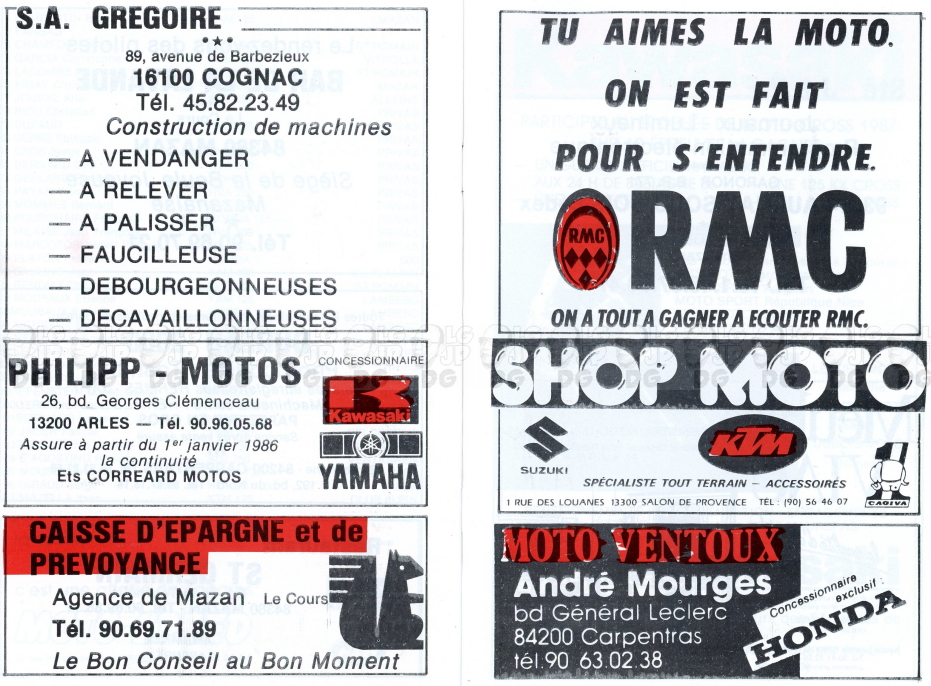 S.A. GREGOIRE
89, avenue de Barbezieux
16100 COGNAC
Tél. 45.82.23.49
Construction de machines
— A VENDANGER
— A RELEVER
— A PALISSER
— FAUCILLEUSE
— DEBOURGEONNEUSES
— DECAVAILLONNEUSES
PHILIPP - MOTOS
CONCESSIONNAIRE
Kawasaki
26, bd. Georges Clémenceau
13200 ARLES — Tél. 90.96.05.68
Assure à partir du 1er janvier 1986
la continuité
Ets CORREARD MOTOS
YAMAHA
CAISSE D'EPARGNE et de
PREVOYANCE
Agence de Mazan Le Cours
Tél. 90.69.71.89
Le Bon Conseil au Bon Moment
TU AIMES LA MOTO.
ON EST FAIT
POUR S'ENTENDRE.
RMC
RMC
ON A TOUT A GAGNER A ECOUTER RMC.
SHOP MOTO
SUZUKI
KTM
SPÉCIALISTE TOUT TERRAIN – ACCESSOIRES
1 RUE DES LOUANES 13300 SALON DE PROVENCE TÉL: (90) 56 46 07
CAGIVA
MOTO VENTOUX
André Mourges
bd Général Leclerc
84200 Carpentras
tél.90 63.02.38
Concessionnaire
exclusif :
HONDA